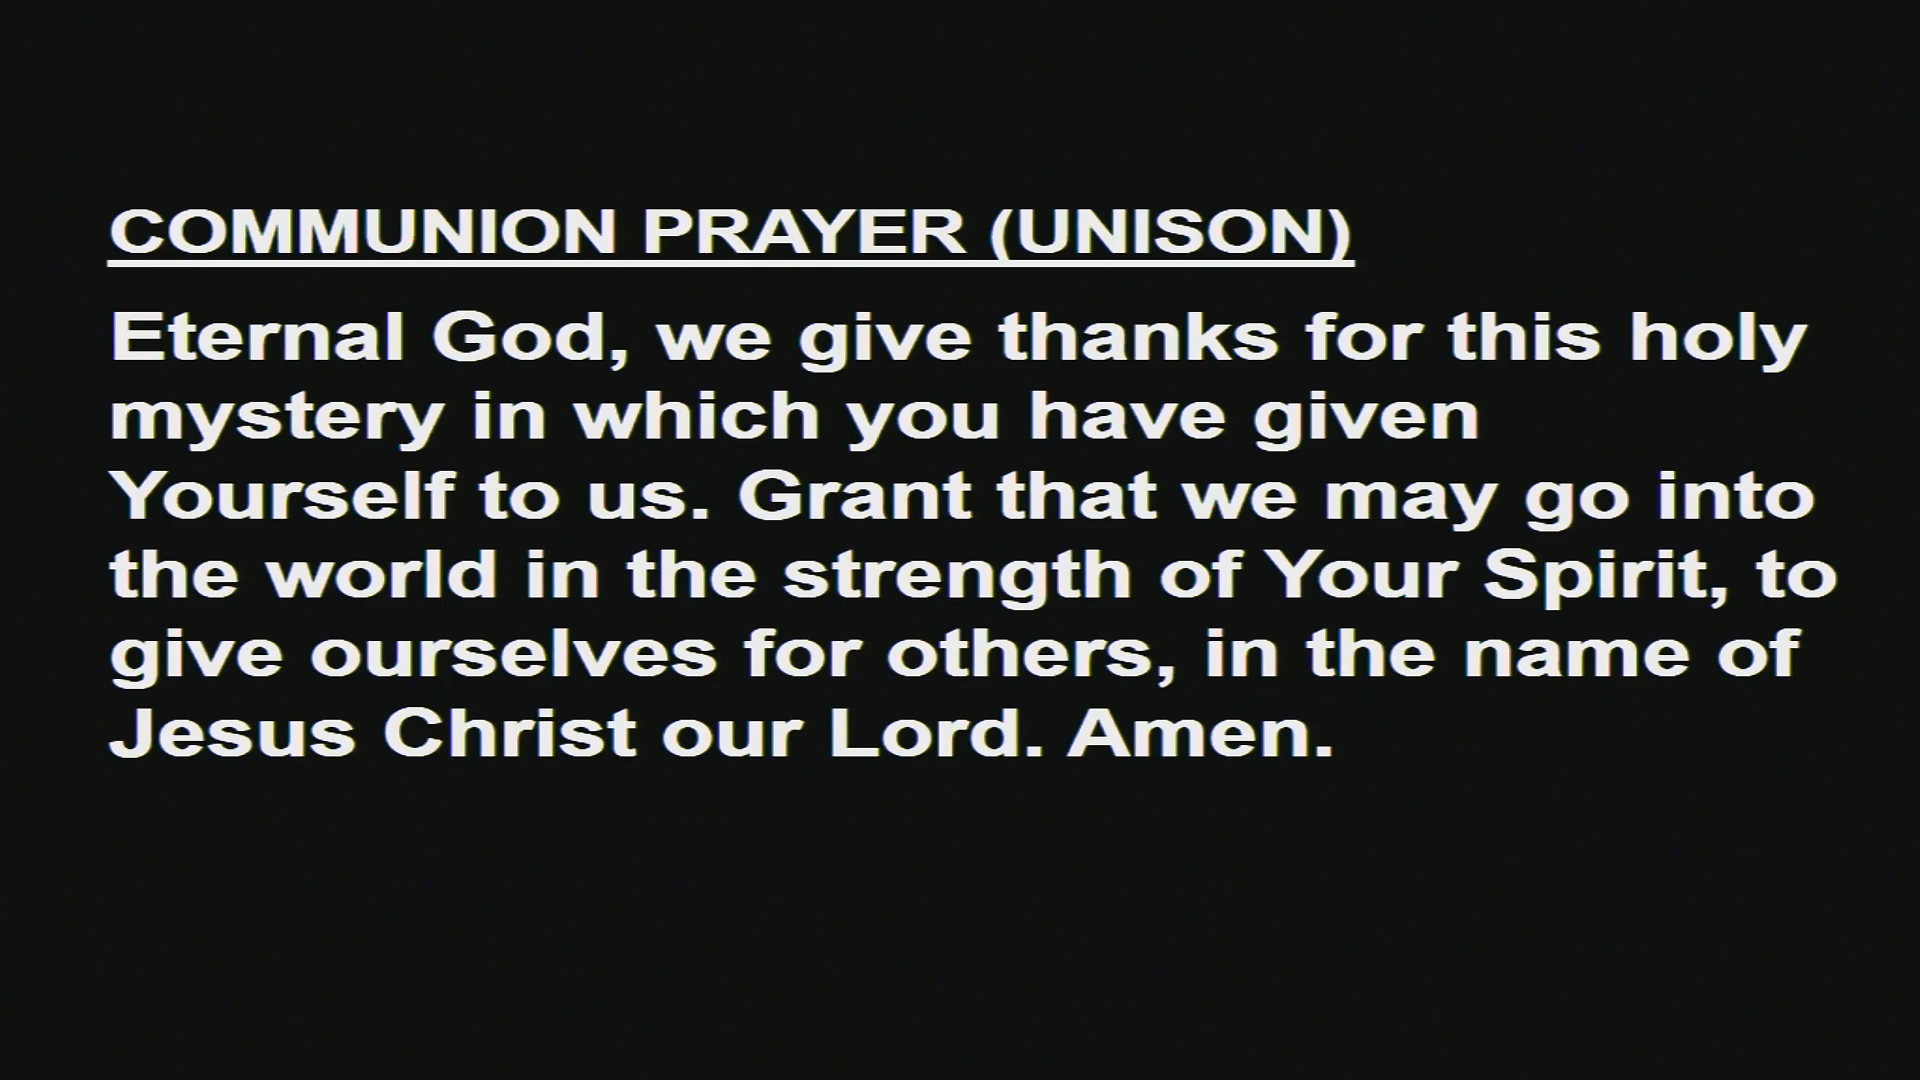 COMMUNION PRAYER (UNISON)
Eternal God, we give thanks for this holy
mystery in which you have given
Yourself to us. Grant that we may go into
the world in the strength of Your Spirit, to
give ourselves for others, in the name of
Jesus Christ our Lord. Amen.